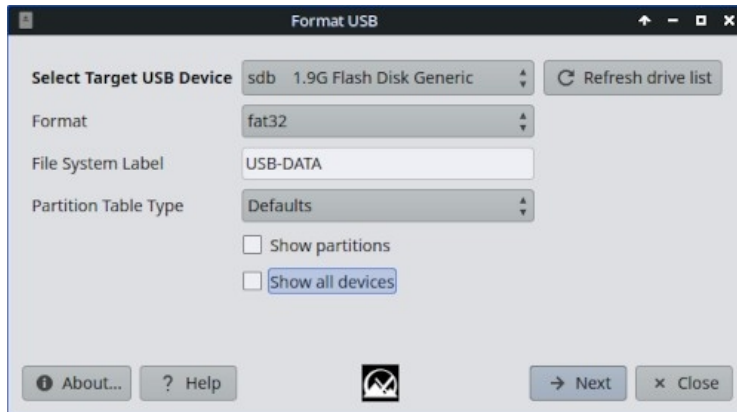 Format USB
Select Target USB Device sdb 1.9G Flash Disk Generic Refresh drive list
Format fat32
File System Label USB-DATA
Partition Table Type Defaults
Show partitions
Show all devices
About... ? Help Next Close